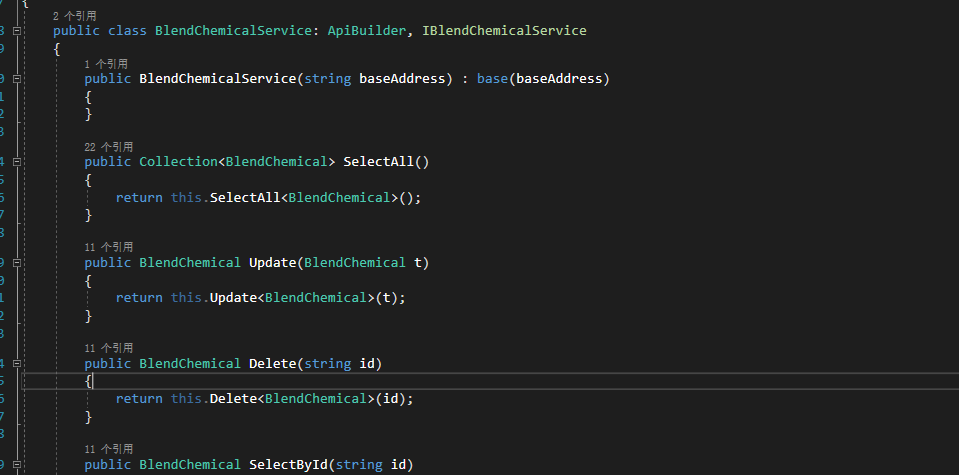 {
2 个引用
public class BlendChemicalService: ApiBuilder, IBlendChemicalService
{
1 个引用
public BlendChemicalService(string baseAddress) : base(baseAddress)
{
}
22 个引用
public Collection<BlendChemical> SelectAll()
{
return this.SelectAll<BlendChemical>();
}
11 个引用
public BlendChemical Update(BlendChemical t)
{
return this.Update<BlendChemical>(t);
}
11 个引用
public BlendChemical Delete(string id)
{
return this.Delete<BlendChemical>(id);
}
11 个引用
public BlendChemical SelectById(string id)